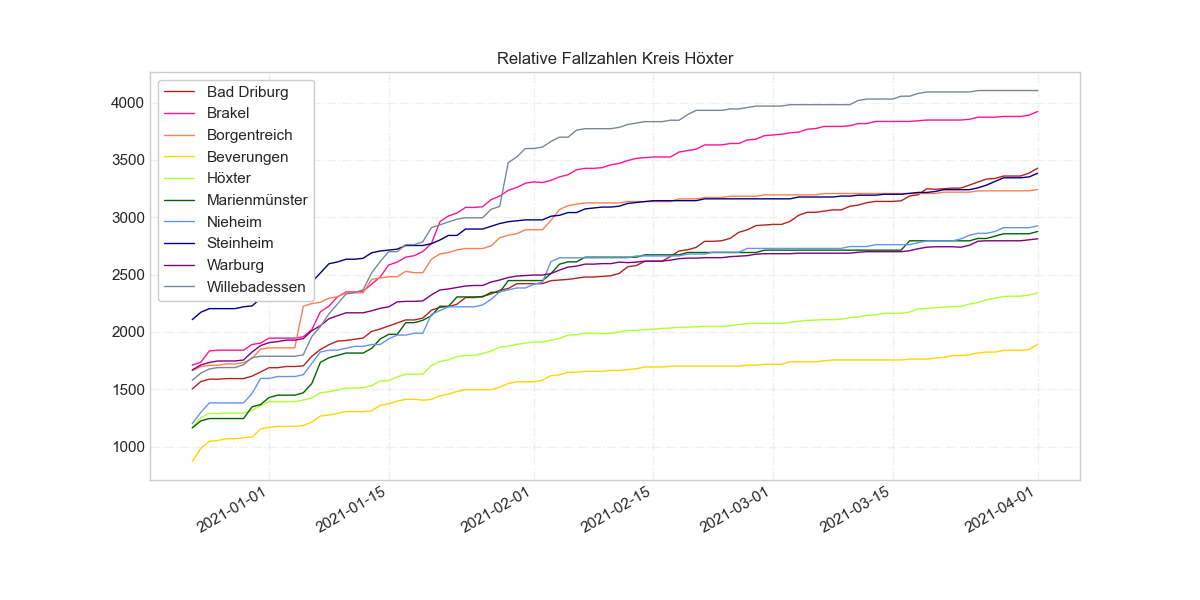 Relative Fallzahlen Kreis Höxter
Bad Driburg
Brakel
Borgentreich
Beverungen
Höxter
Marienmünster
Nieheim
Steinheim
Warburg
Willebadessen
4000
3500
3000
2500
2000
1500
1000
2021-01-01
2021-01-15
2021-02-01
2021-02-15
2021-03-01
2021-03-15
2021-04-01